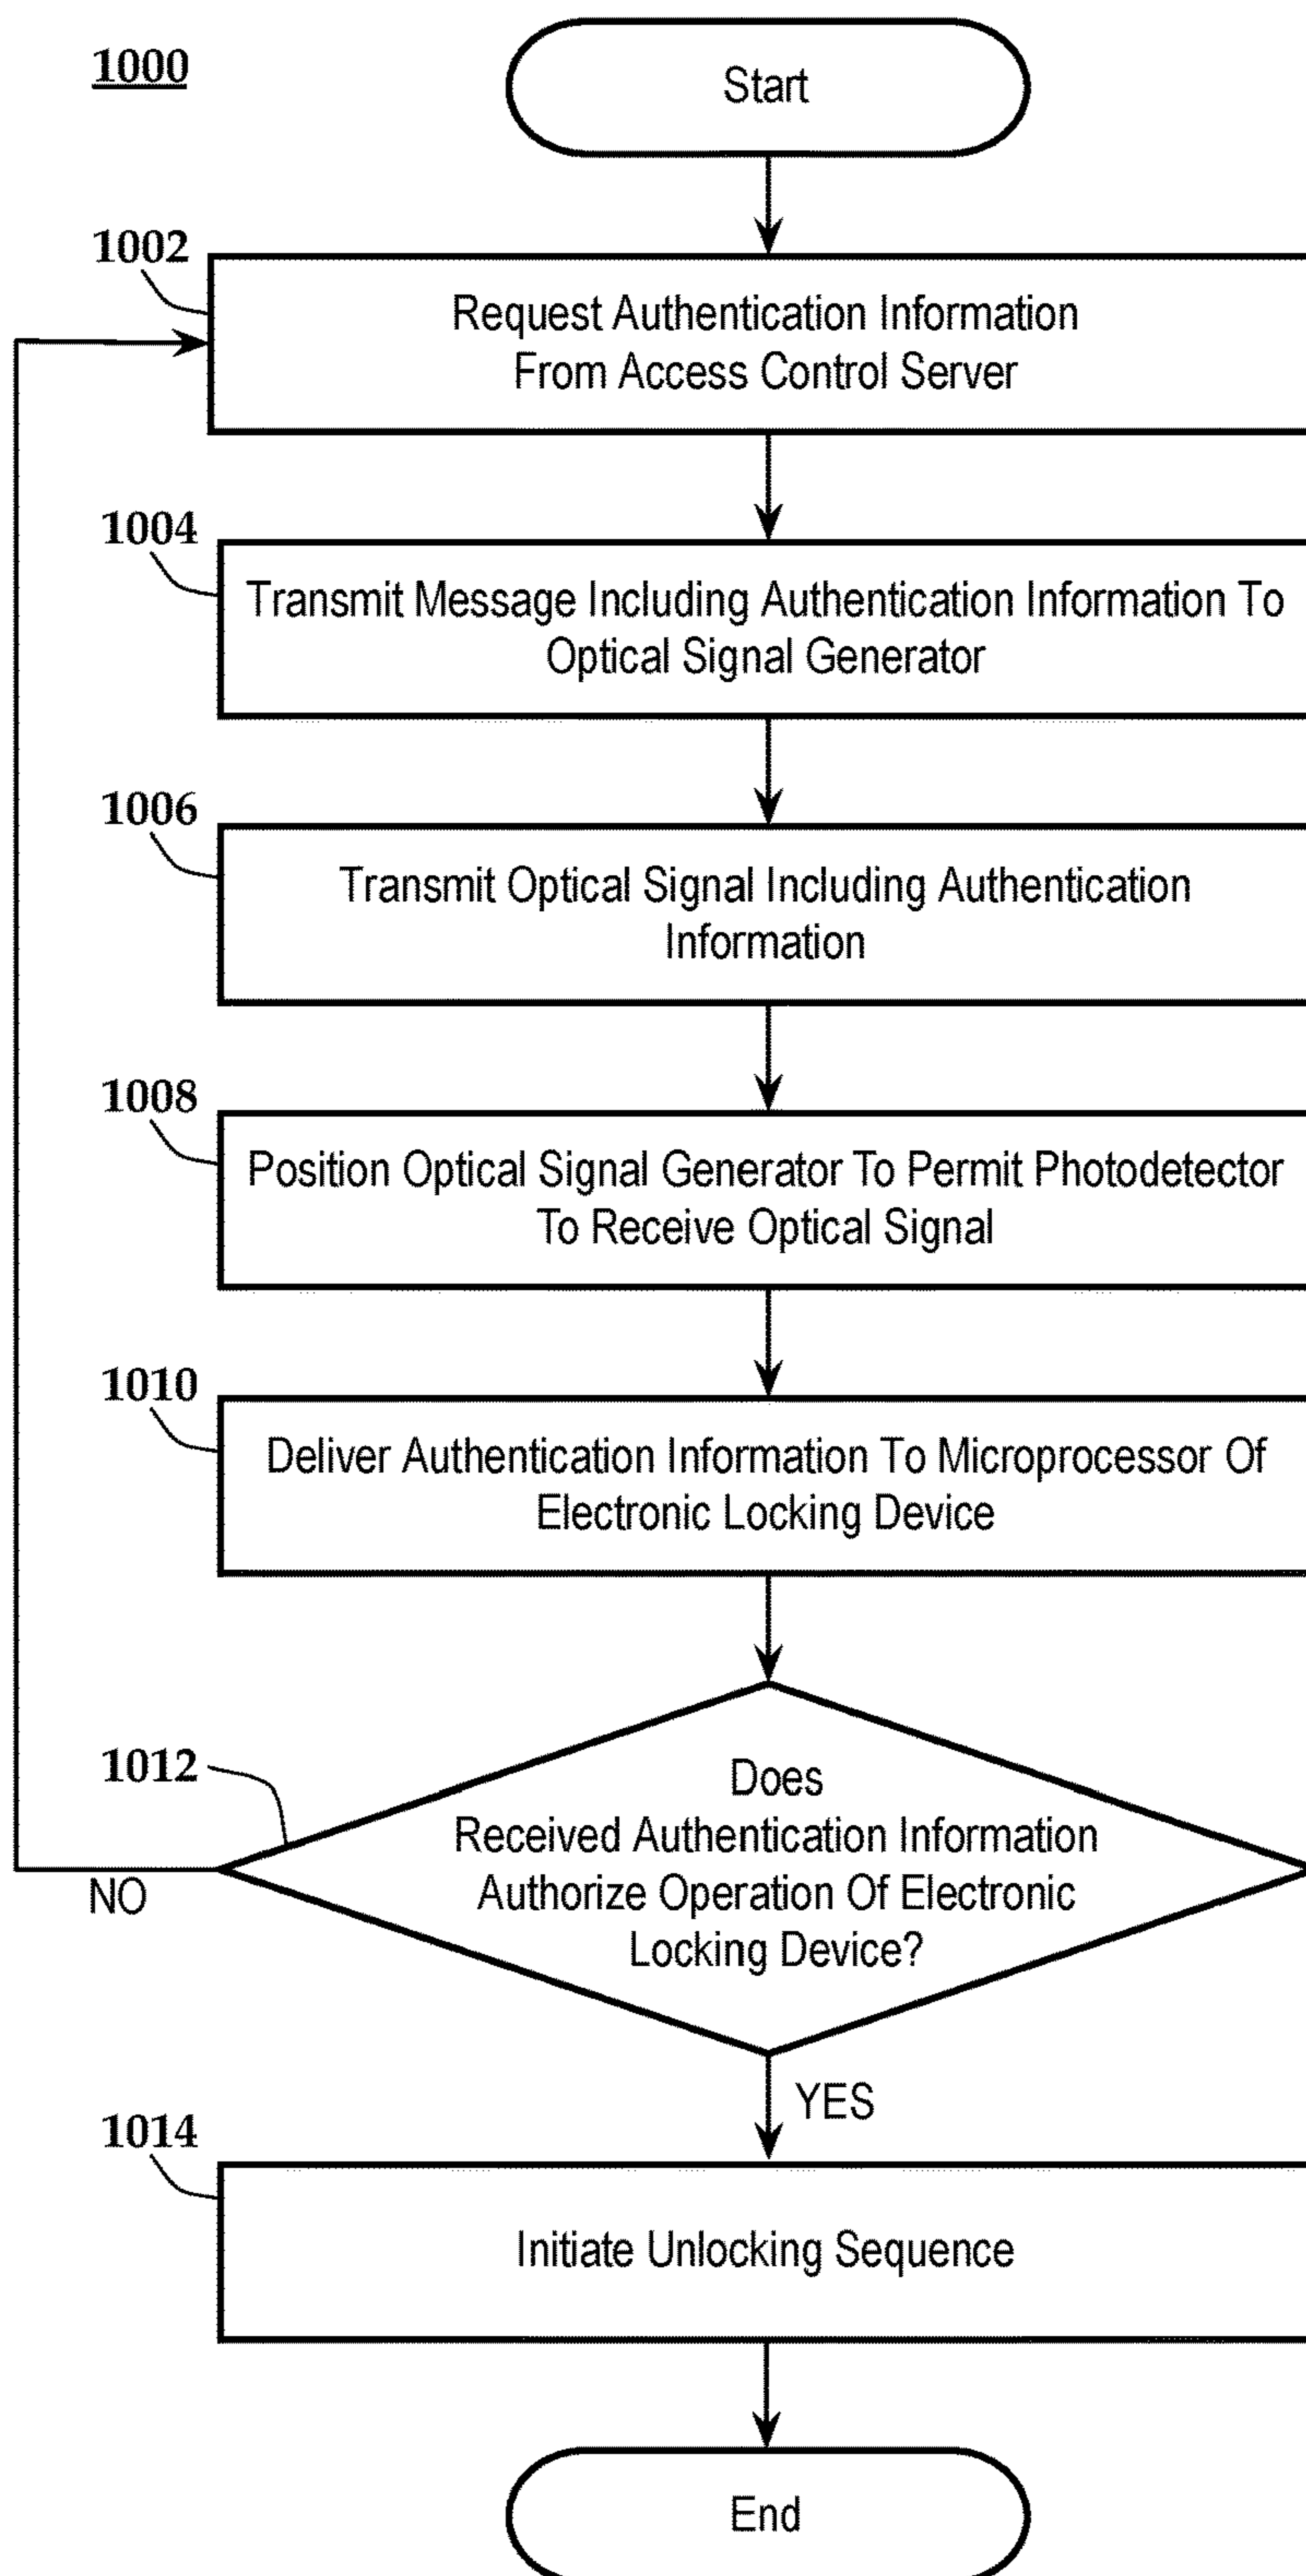 1000
Start
1002
Request Authentication Information
From Access Control Server
1004
Transmit Message Including Authentication Information To
Optical Signal Generator
1006
Transmit Optical Signal Including Authentication
Information
1008
Position Optical Signal Generator To Permit Photodetector
To Receive Optical Signal
1010
Deliver Authentication Information To Microprocessor Of
Electronic Locking Device
1012
Does
Received Authentication Information
Authorize Operation Of Electronic
Locking Device?
NO
YES
1014
Initiate Unlocking Sequence
End